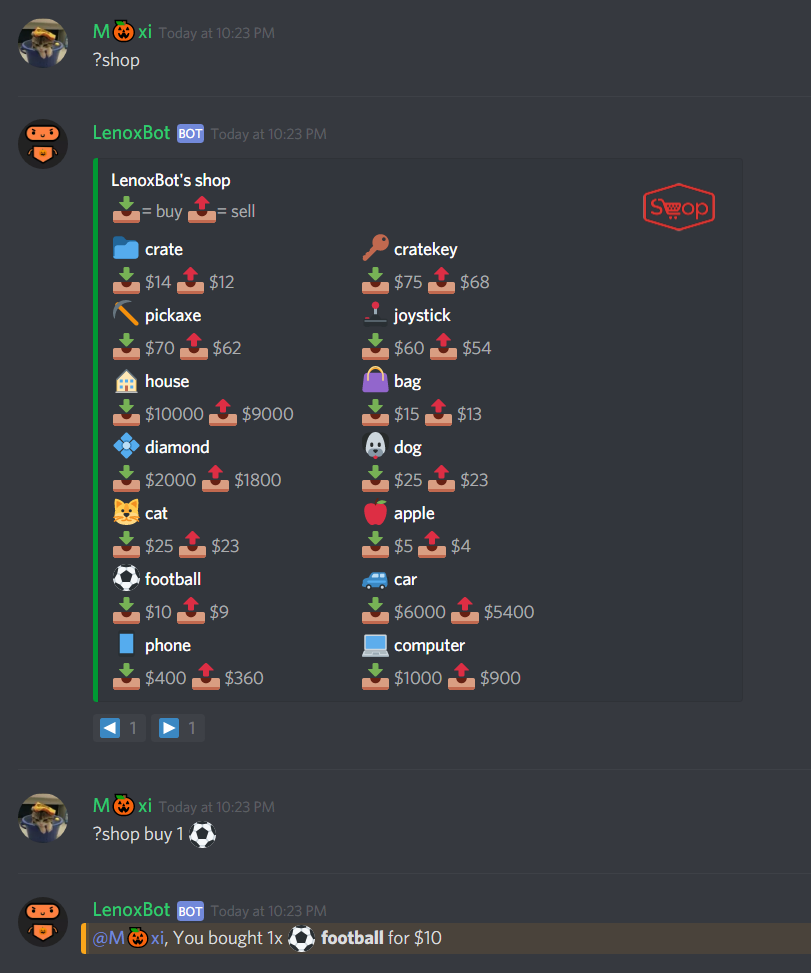 M🎃xi Today at 10:23 PM
?shop
LenoxBot BOT Today at 10:23 PM
LenoxBot's shop
📥= buy 📤= sell
Shop
📁 crate 🔑 cratekey
📥 $14 📤 $12 📥 $75 📤 $68
⛏ pickaxe 🕹 joystick
📥 $70 📤 $62 📥 $60 📤 $54
🏠 house 👜 bag
📥 $10000 📤 $9000 📥 $15 📤 $13
💠 diamond 🐶 dog
📥 $2000 📤 $1800 📥 $25 📤 $23
🐱 cat 🍎 apple
📥 $25 📤 $23 📥 $5 📤 $4
⚽ football 🚙 car
📥 $10 📤 $9 📥 $6000 📤 $5400
📱 phone 💻 computer
📥 $400 📤 $360 📥 $1000 📤 $900
◀ 1 ▶ 1
M🎃xi Today at 10:23 PM
?shop buy 1 ⚽
LenoxBot BOT Today at 10:23 PM
@M🎃xi, You bought 1x ⚽ football for $10